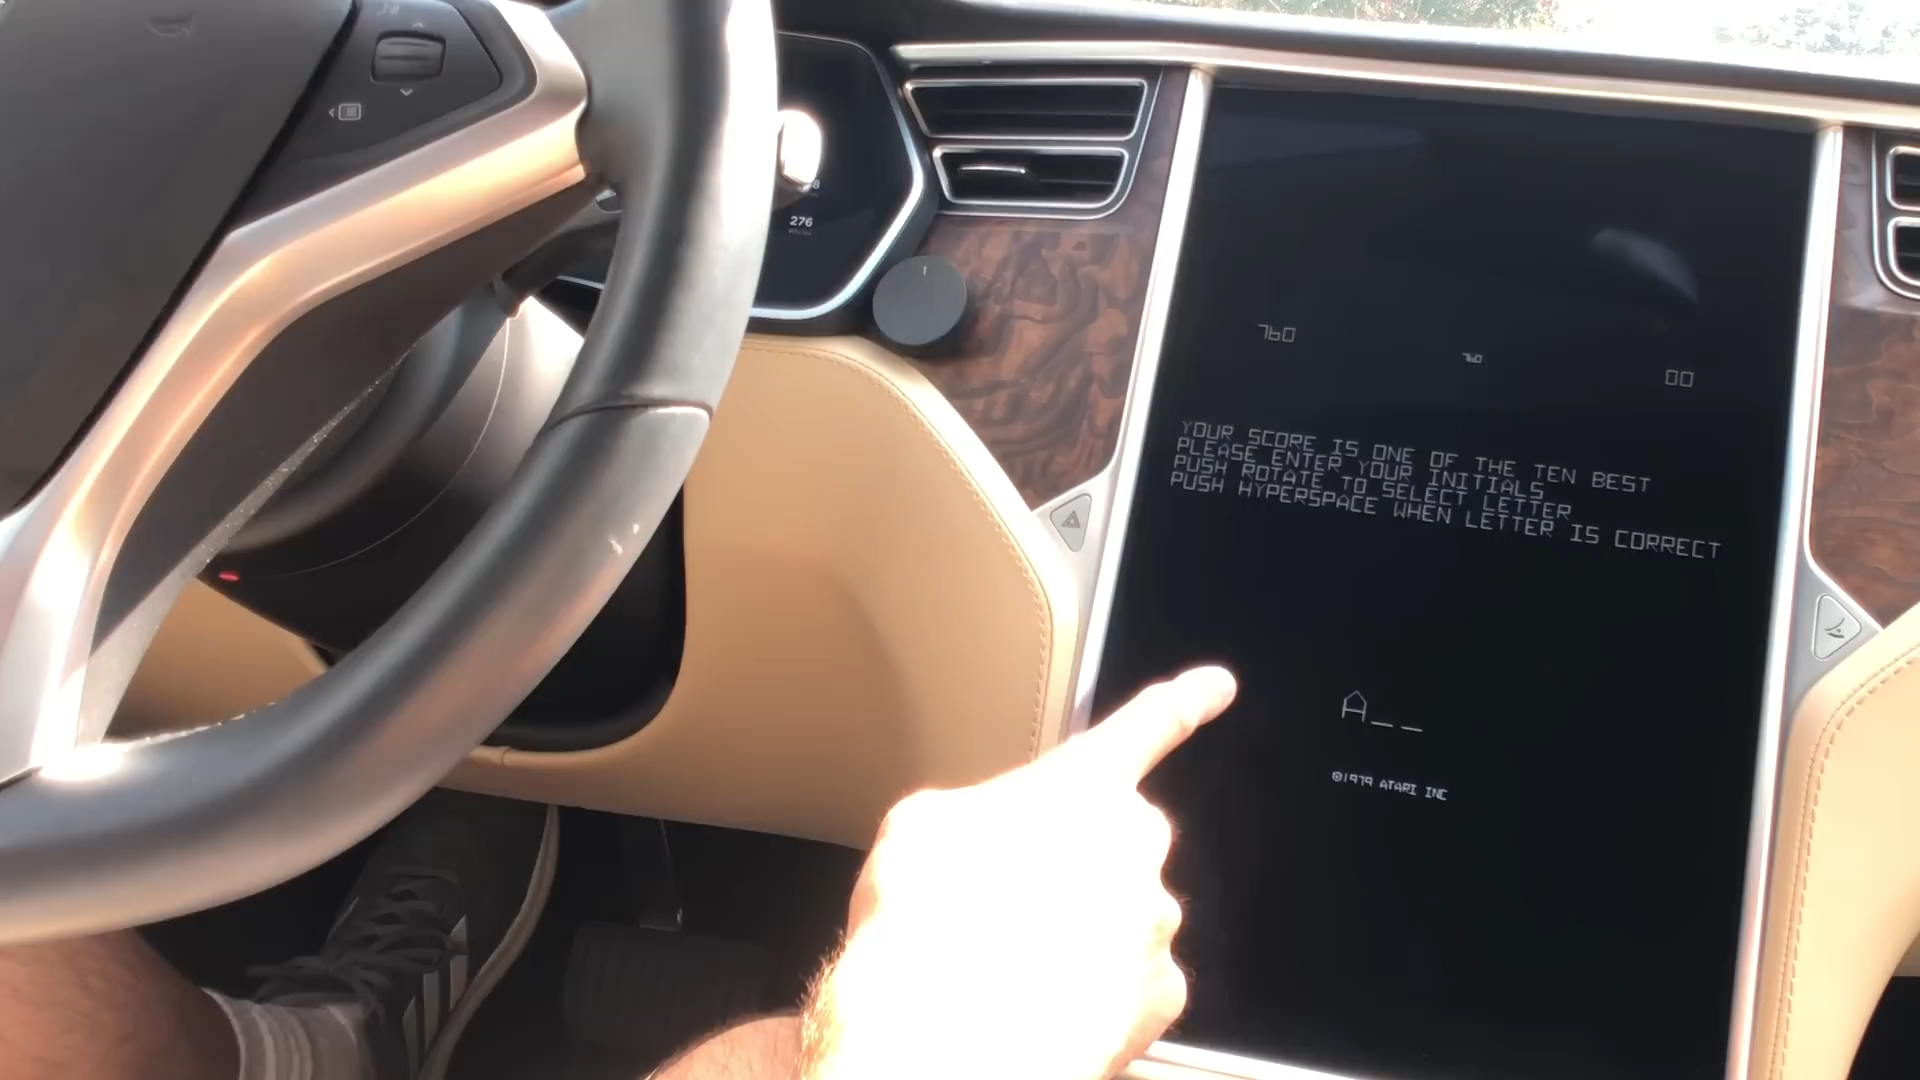 276
760
760
00
YOUR SCORE IS ONE OF THE TEN BEST
PLEASE ENTER YOUR INITIALS
PUSH ROTATE TO SELECT LETTER
PUSH HYPERSPACE WHEN LETTER IS CORRECT
A_ _
©1979 ATARI INC